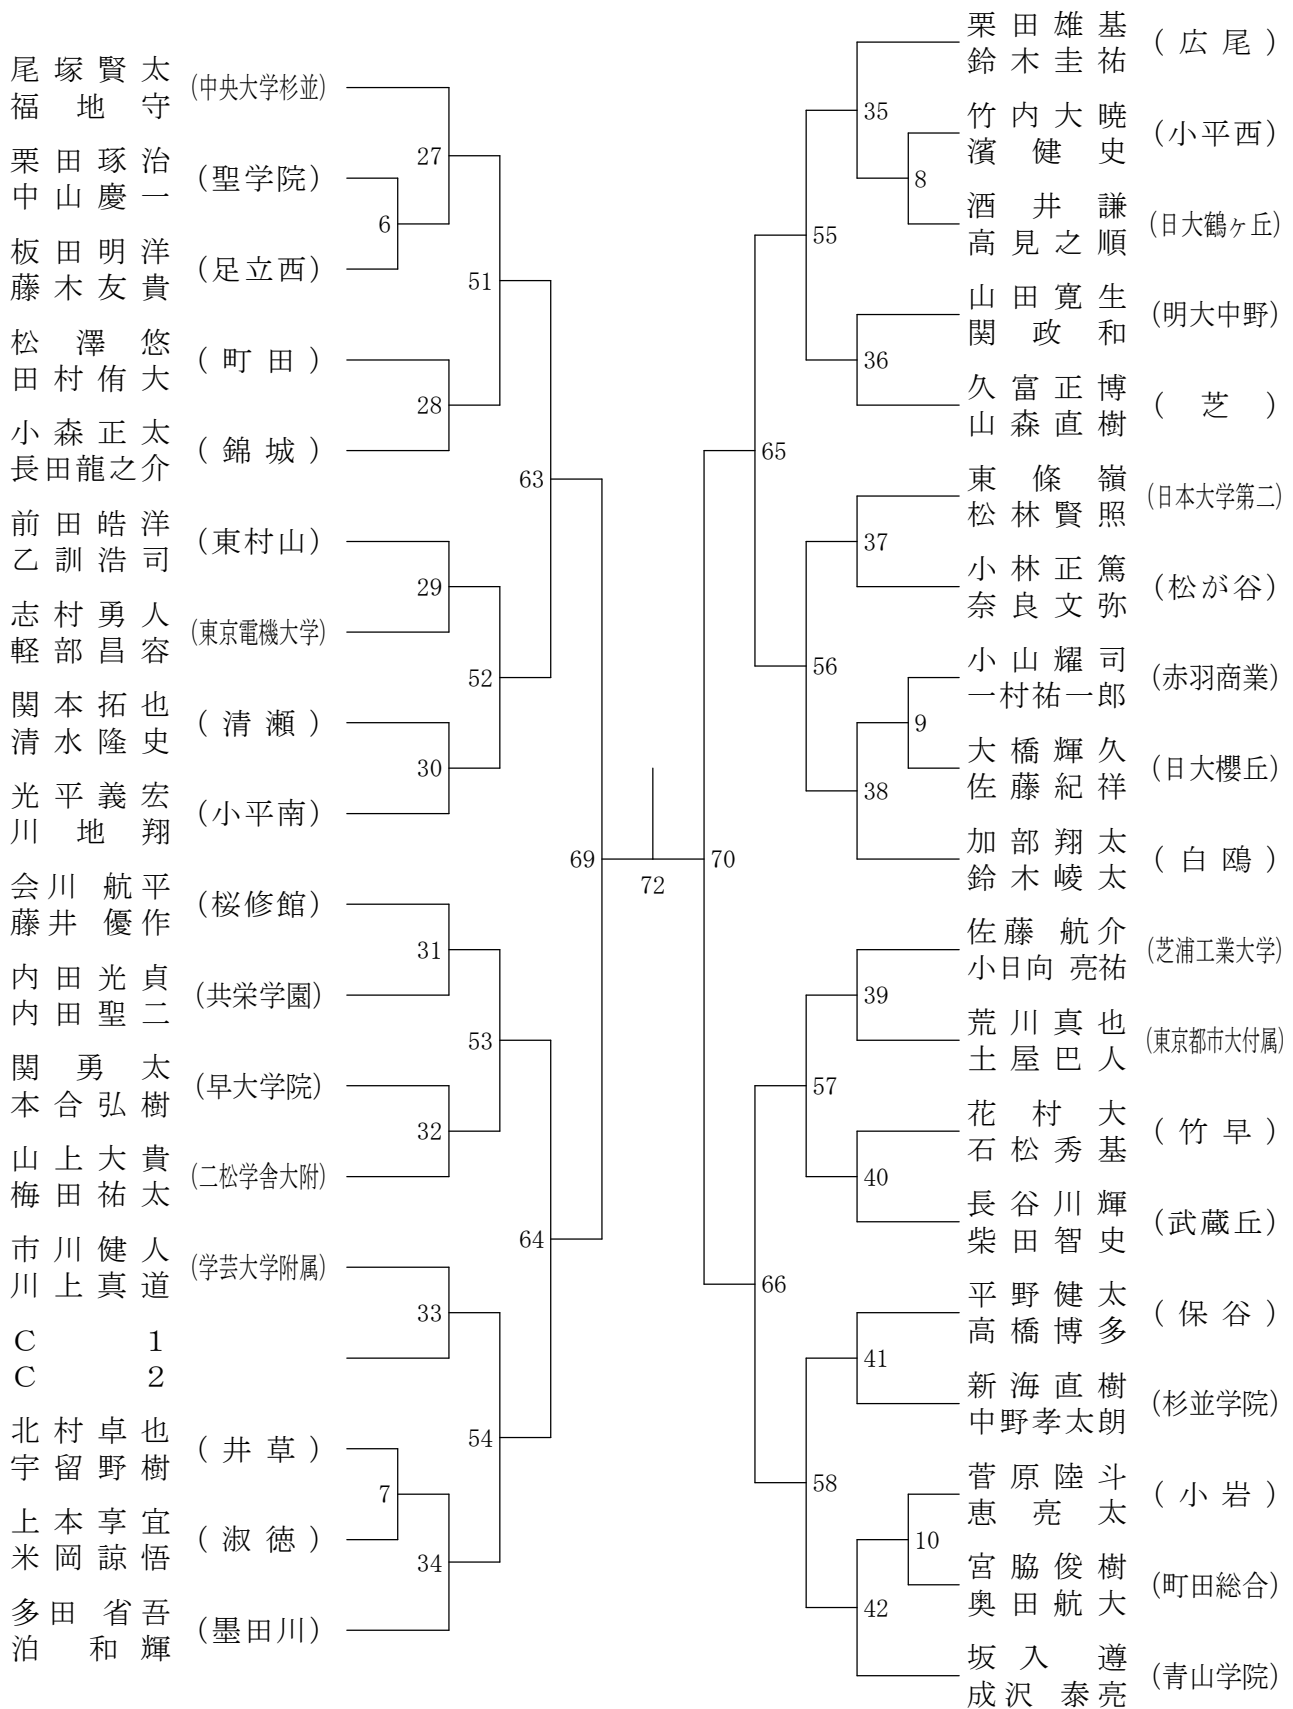 尾塚賢太
福地守
(中央大学杉並)
栗田琢治
中山慶一
(聖学院)
板田明洋
藤木友貴
(足立西)
松澤悠
田村侑大
(町田)
小森正太
長田龍之介
(錦城)
前田皓洋
乙訓浩司
(東村山)
志村勇人
軽部昌容
(東京電機大学)
関本拓也
清水隆史
(清瀬)
光平義宏
川地翔
(小平南)
会川航平
藤井優作
(桜修館)
内田光貞
内田聖二
(共栄学園)
関勇太
本合弘樹
(早大学院)
山上大貴
梅田祐太
(二松学舎大附)
市川健人
川上真道
(学芸大学附属)
C 1
C 2
北村卓也
宇留野樹
(井草)
上本享宜
米岡諒悟
(淑徳)
多田省吾
泊和輝
(墨田川)
27
6
51
28
63
29
52
30
69
31
53
32
64
33
54
7
34
72
栗田雄基
鈴木圭祐
(広尾)
竹内大暁
濱健史
(小平西)
酒井謙
高見之順
(日大鶴ヶ丘)
山田寛生
関政和
(明大中野)
久富正博
山森直樹
(芝)
東條嶺
松林賢照
(日本大学第二)
小林正篤
奈良文弥
(松が谷)
小山耀司
一村祐一郎
(赤羽商業)
大橋輝久
佐藤紀祥
(日大櫻丘)
加部翔太
鈴木崚太
(白鴎)
佐藤航介
小日向亮祐
(芝浦工業大学)
荒川真也
土屋巴人
(東京都市大付属)
花村大
石松秀基
(竹早)
長谷川輝
柴田智史
(武蔵丘)
平野健太
高橋博多
(保谷)
新海直樹
中野孝太朗
(杉並学院)
菅原陸斗
恵亮太
(小岩)
宮脇俊樹
奥田航大
(町田総合)
坂入遵
成沢泰亮
(青山学院)
35
8
55
36
65
37
56
9
38
70
39
57
40
66
41
58
10
42